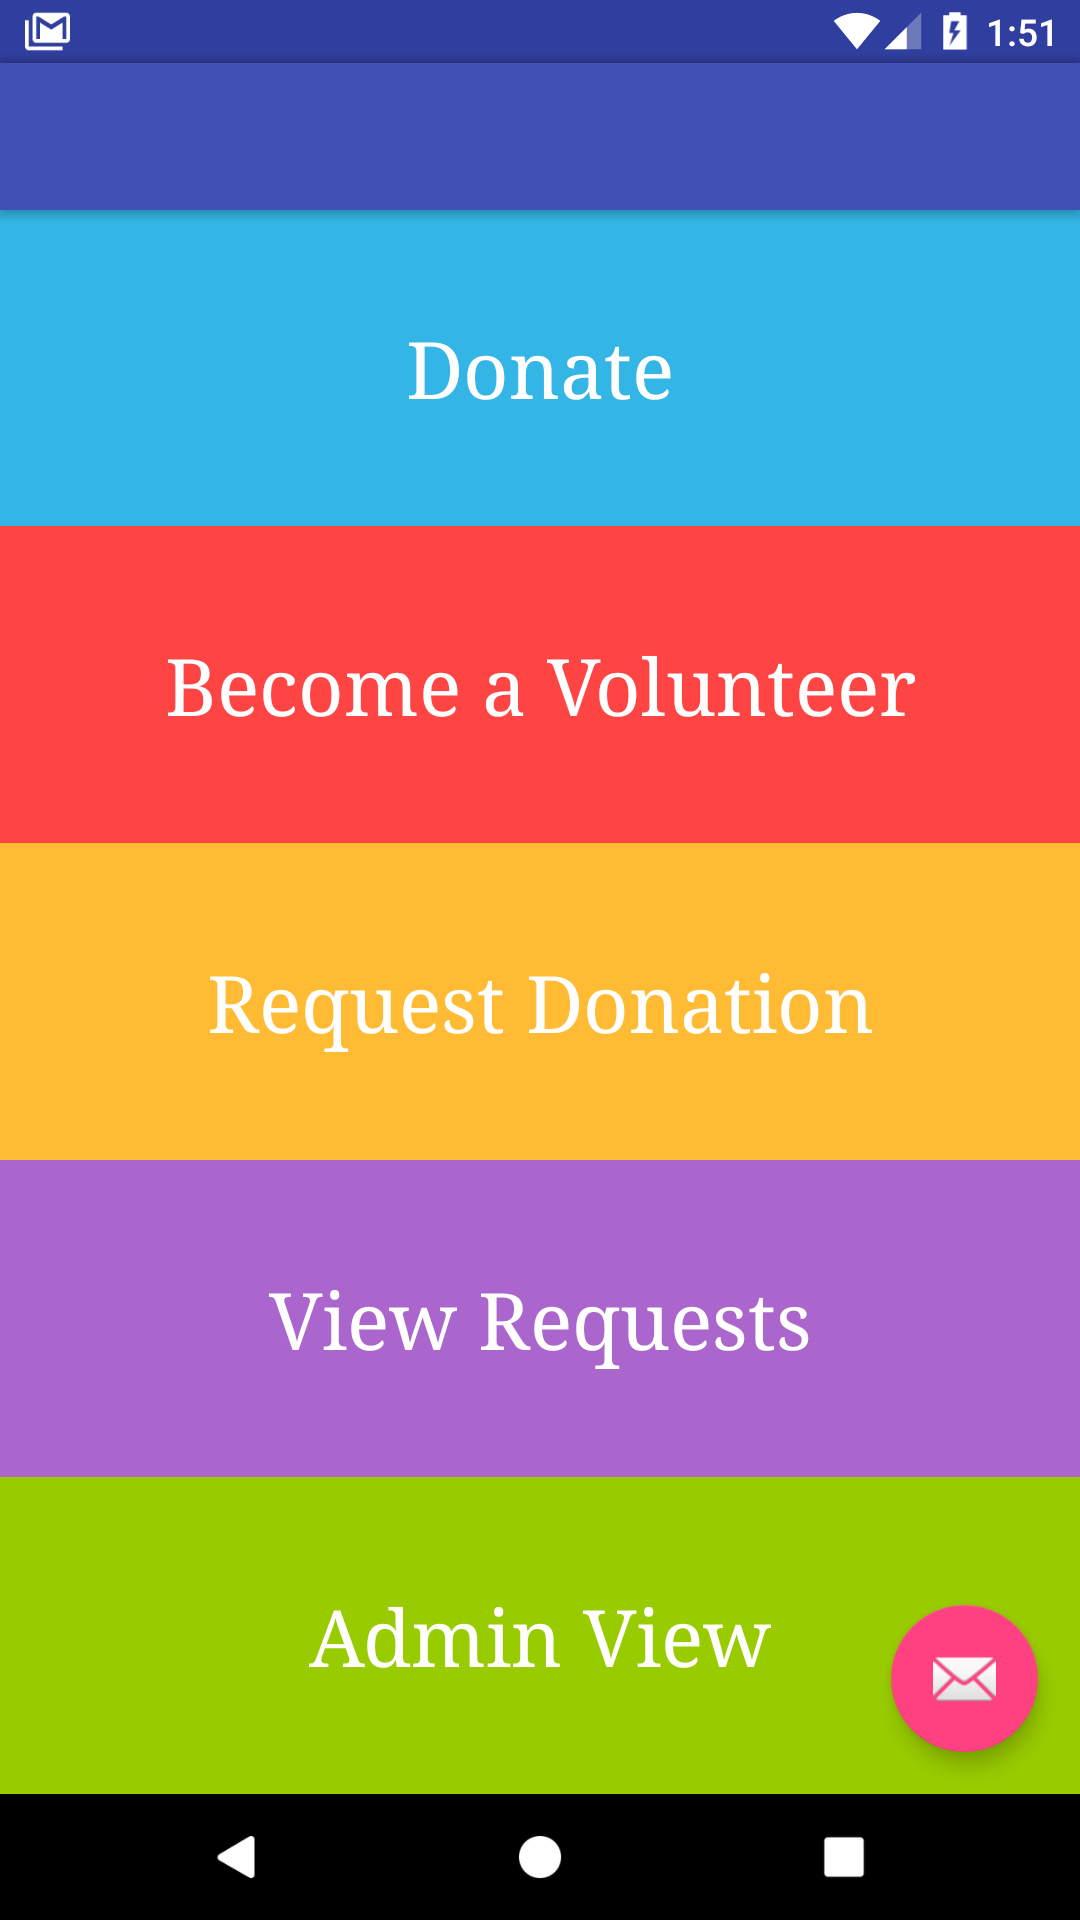 1:51
Donate
Become a Volunteer
Request Donation
View Requests
Admin View